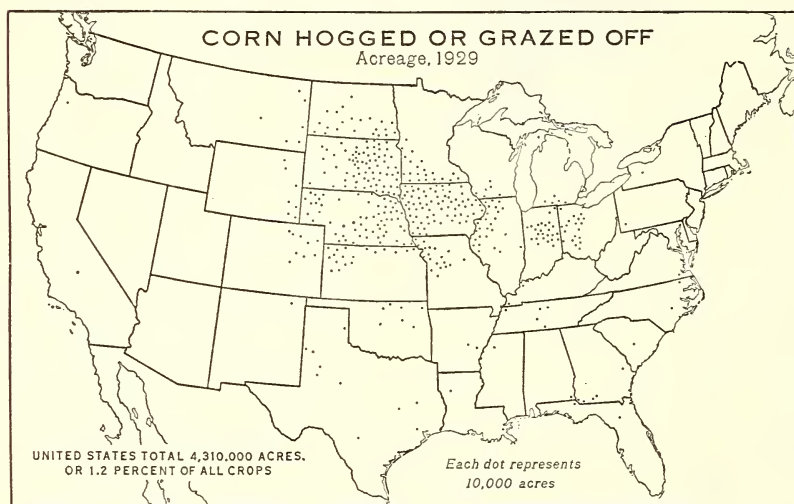 CORN HOGGED OR GRAZED OFF
Acreage, 1929
UNITED STATES TOTAL 4,310,000 ACRES,
OR 1.2 PERCENT OF ALL CROPS
Each dot represents
10,000 acres